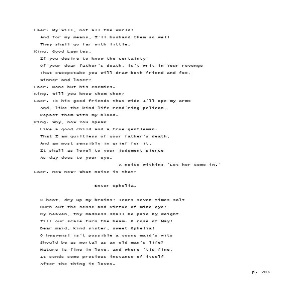 Laer. My will, not all the world!
And for my means, I'll husband them so well
They shall go far with little.
King. Good Laertes,
If you desire to know the certainty
Of your dear father's death, is't writ in your revenge
That swoopstake you will draw both friend and foe,
Winner and loser?
Laer. None but his enemies.
King. Will you know them then?
Laer. To his good friends thus wide I'll ope my arms
And, like the kind life-rend'ring pelican,
Repast them with my blood.
King. Why, now You speak
Like a good child and a true gentleman.
That I am guiltless of your father's death,
And am most sensible in grief for it,
It shall as level to your judgment pierce
As day does to your eye.
A noise within: 'Let her come in.'
Laer. How now? What noise is that?
Enter Ophelia.
O heat, dry up my brains! Tears seven times salt
Burn out the sense and virtue of mine eye!
By heaven, thy madness shall be paid by weight
Till our scale turn the beam. O rose of May!
Dear maid, kind sister, sweet Ophelia!
O heavens! is't possible a young maid's wits
Should be as mortal as an old man's life?
Nature is fine in love, and where 'tis fine,
It sends some precious instance of itself
After the thing it loves.